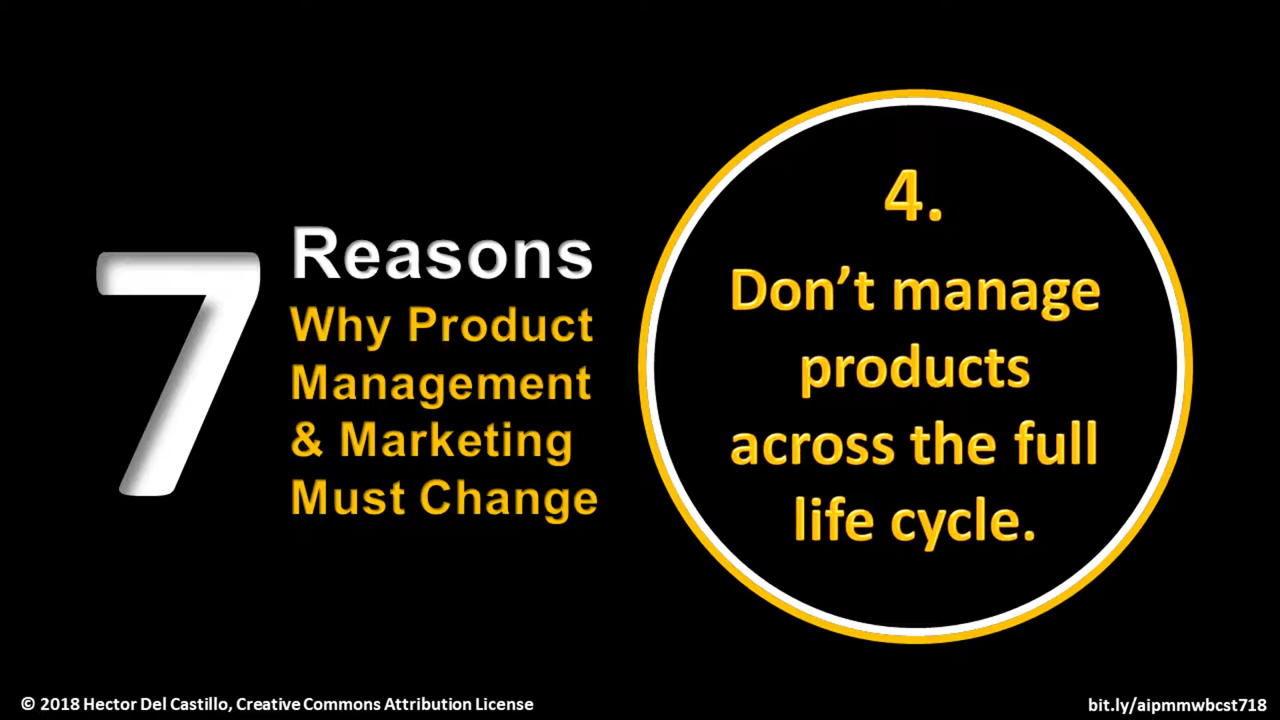 7
Reasons
Why Product
Management
& Marketing
Must Change
4.
Don’t manage
products
across the full
life cycle.
© 2018 Hector Del Castillo, Creative Commons Attribution License
bit.ly/aipmmwbcst718